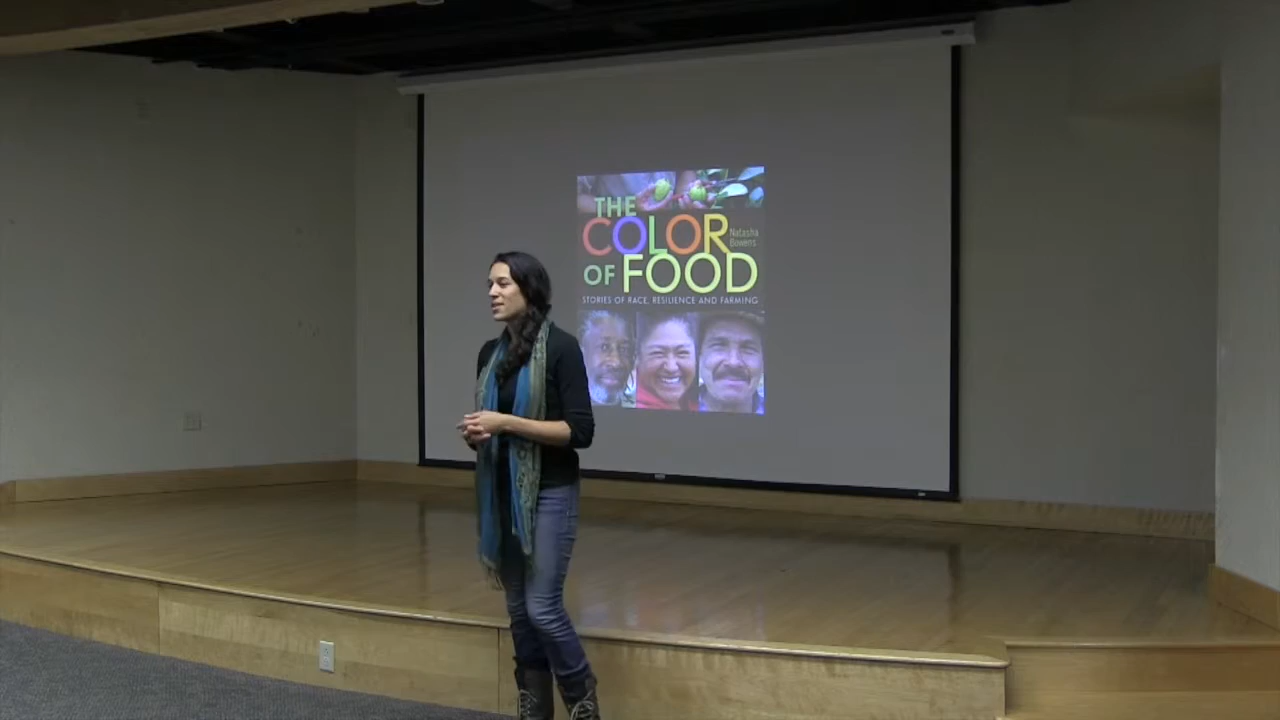 THE
COLOR
Natasha
Bowens
OF FOOD
STORIES OF RACE, RESILIENCE AND FARMING